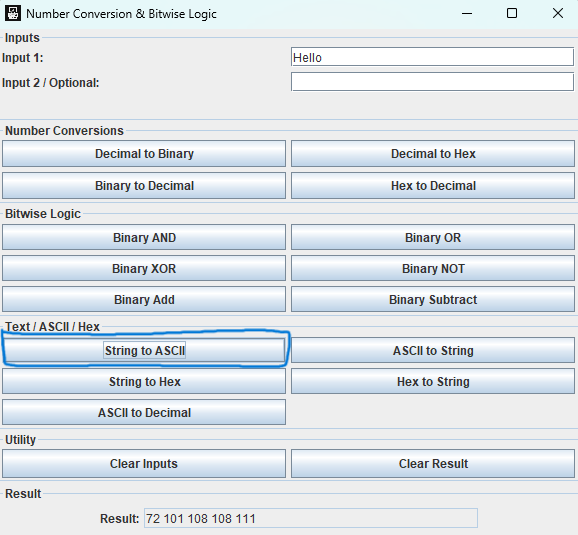 Number Conversion & Bitwise Logic
Inputs
Input 1: Hello
Input 2 / Optional:
Number Conversions
Decimal to Binary Decimal to Hex
Binary to Decimal Hex to Decimal
Bitwise Logic
Binary AND Binary OR
Binary XOR Binary NOT
Binary Add Binary Subtract
Text / ASCII / Hex
String to ASCII ASCII to String
String to Hex Hex to String
ASCII to Decimal
Utility
Clear Inputs Clear Result
Result
Result: 72 101 108 108 111